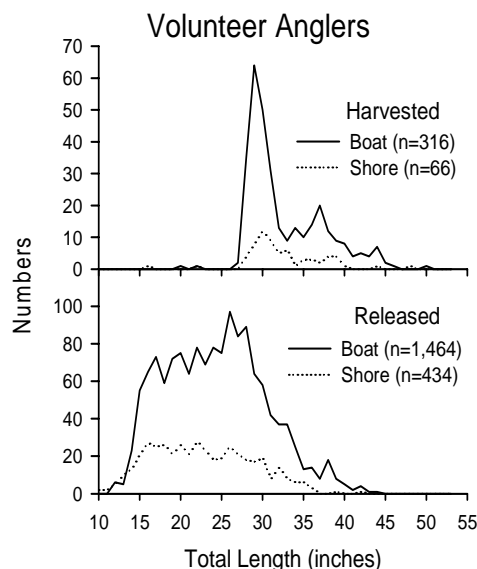 Volunteer Anglers
70
60
50
40
30
20
10
0
Harvested
Boat (n=316)
Shore (n=66)
Numbers
100
80
60
40
20
0
Released
Boat (n=1,464)
Shore (n=434)
10 15 20 25 30 35 40 45 50 55
Total Length (inches)